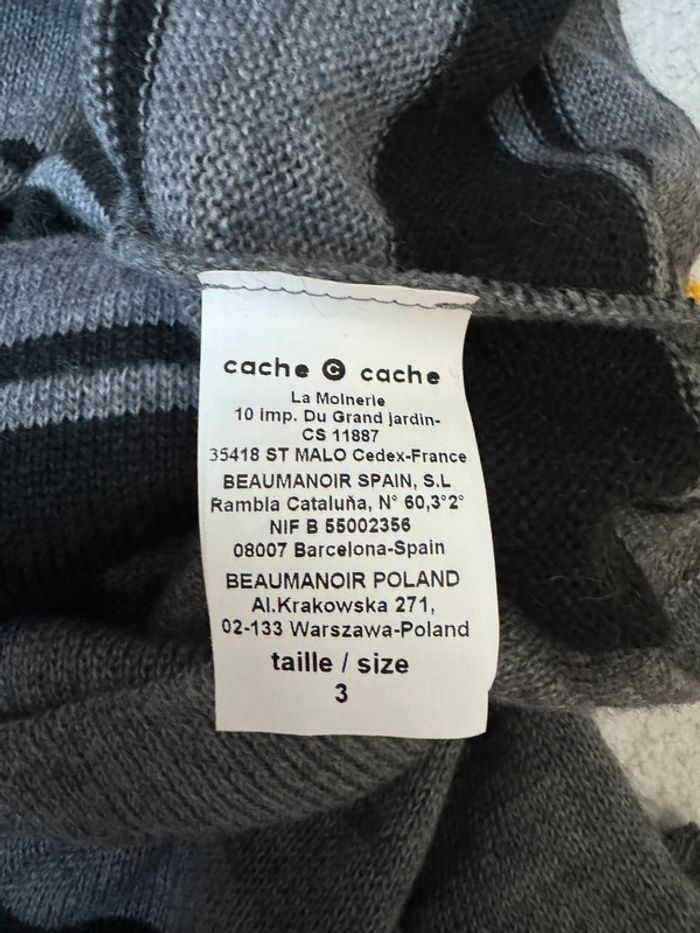 cache © cache
La Moinerie
10 imp. Du Grand jardin-
CS 11887
35418 ST MALO Cedex-France
BEAUMANOIR SPAIN, S.L
Rambla Cataluña, N° 60,3°2°
NIF B 55002356
08007 Barcelona-Spain
BEAUMANOIR POLAND
Al.Krakowska 271,
02-133 Warszawa-Poland
taille / size
3